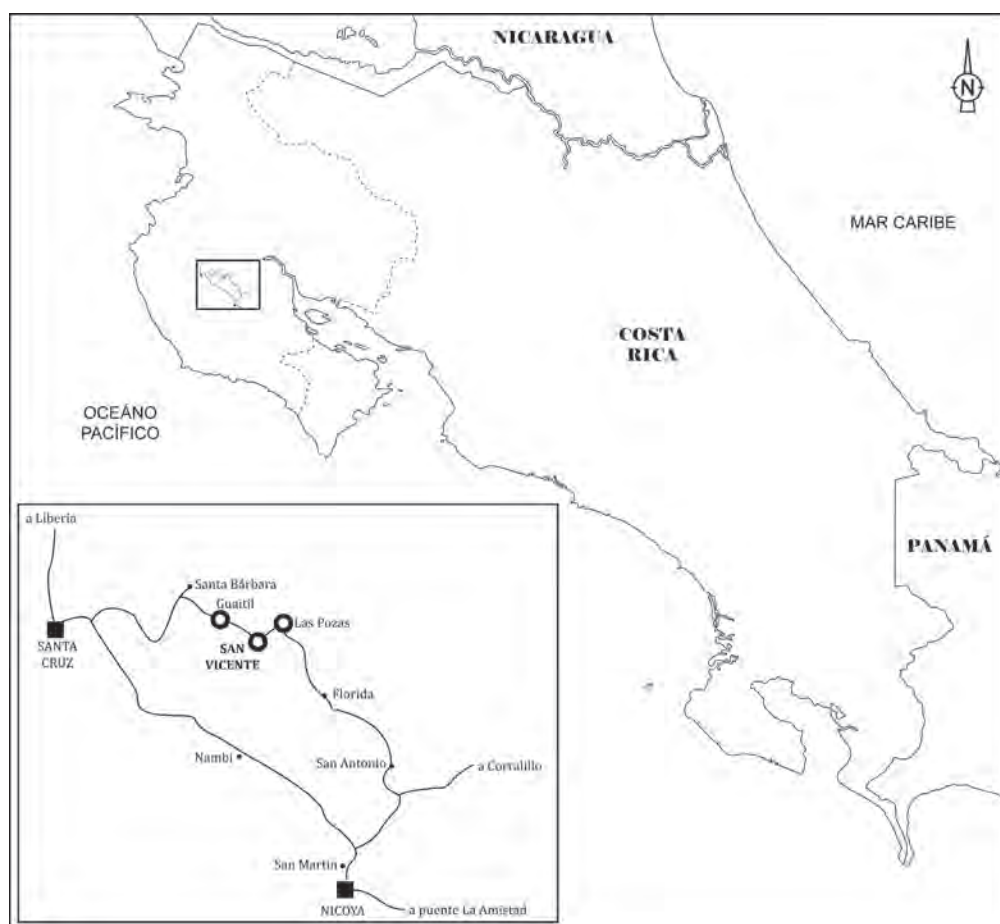 NICARAGUA
N
MAR CARIBE
COSTA
RICA
OCEÁNO
PACÍFICO
PANAMÁ
a Liberia
Santa Bárbara
Guaitil
Las Pozas
SANTA
CRUZ
SAN
VICENTE
Florida
Nambi
San Antonio
a Corralillo
San Martin
NICOYA
a puente La Amistad